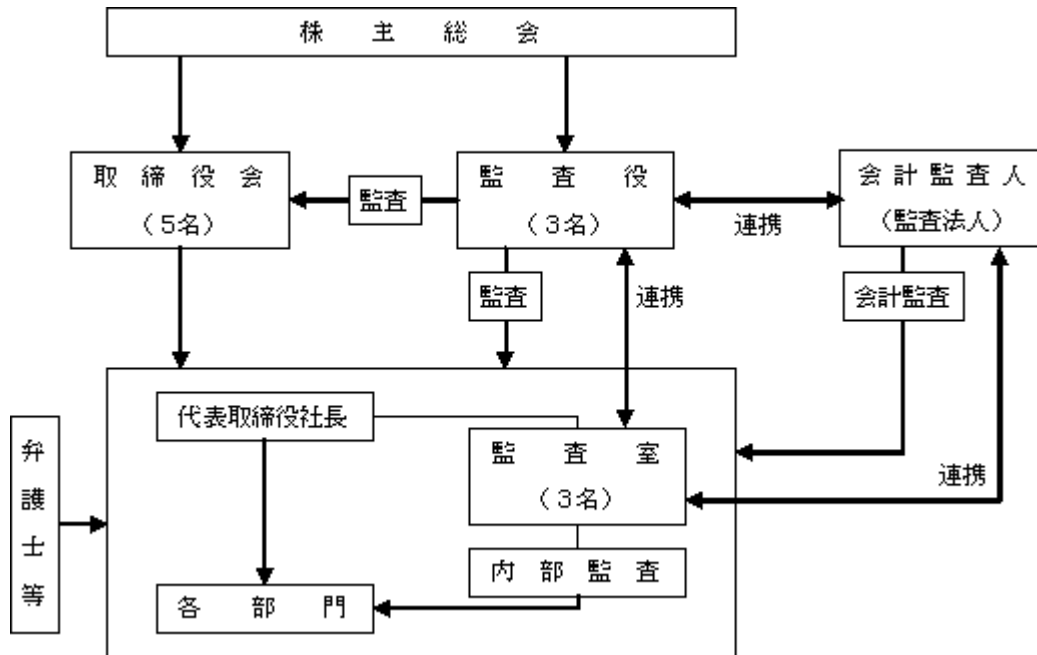 株主総会
取締役会
（5名）
監査
監査役
（3名）
連携
会計監査人
（監査法人）
監査
連携
会計監査
代表取締役社長
監査室
（3名）
連携
弁護士等
内部監査
各部門